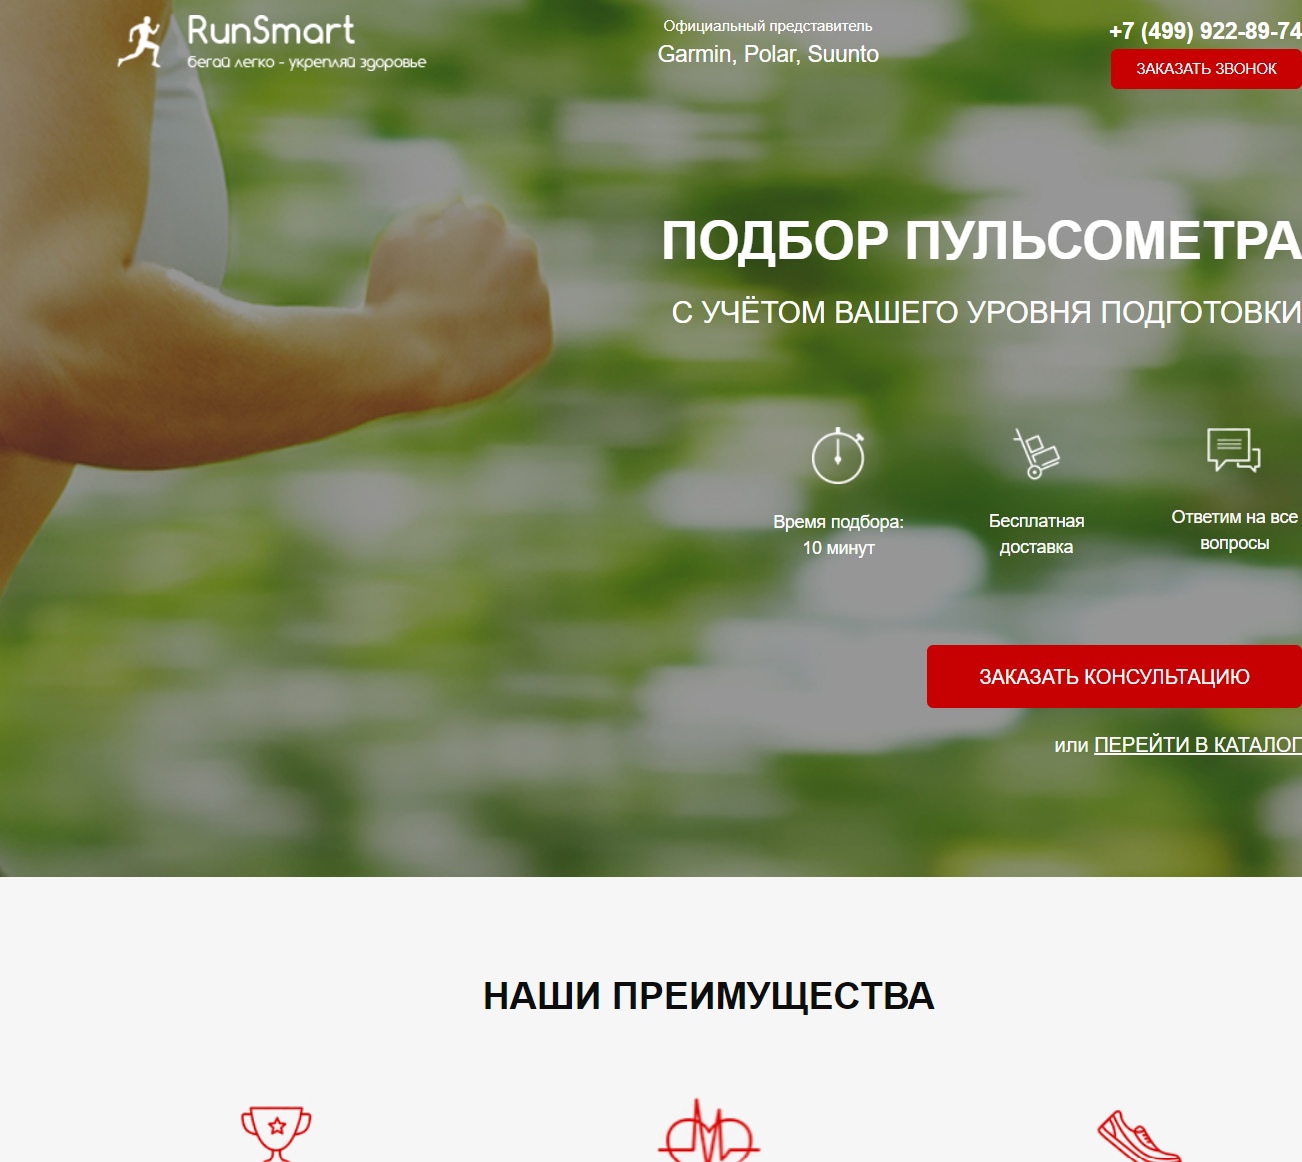 RunSmart
бегай легко - укрепляй здоровье
Официальный представитель
Garmin, Polar, Suunto
+7 (499) 922-89-74
ЗАКАЗАТЬ ЗВОНОК
ПОДБОР ПУЛЬСОМЕТРА
С УЧЁТОМ ВАШЕГО УРОВНЯ ПОДГОТОВКИ
Время подбора:
10 минут
Бесплатная
доставка
Ответим на все
вопросы
ЗАКАЗАТЬ КОНСУЛЬТАЦИЮ
или ПЕРЕЙТИ В КАТАЛОГ
НАШИ ПРЕИМУЩЕСТВА